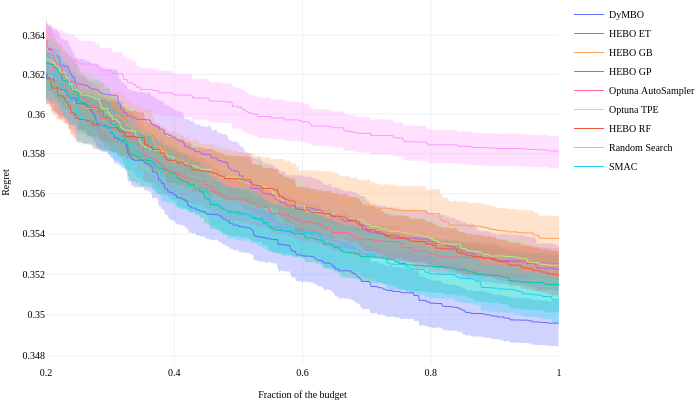 0.364
0.362
0.36
0.358
0.356
0.354
0.352
0.35
0.348
Regret
0.2
0.4
0.6
0.8
1
Fraction of the budget
DyMBO
HEBO ET
HEBO GB
HEBO GP
Optuna AutoSampler
Optuna TPE
HEBO RF
Random Search
SMAC